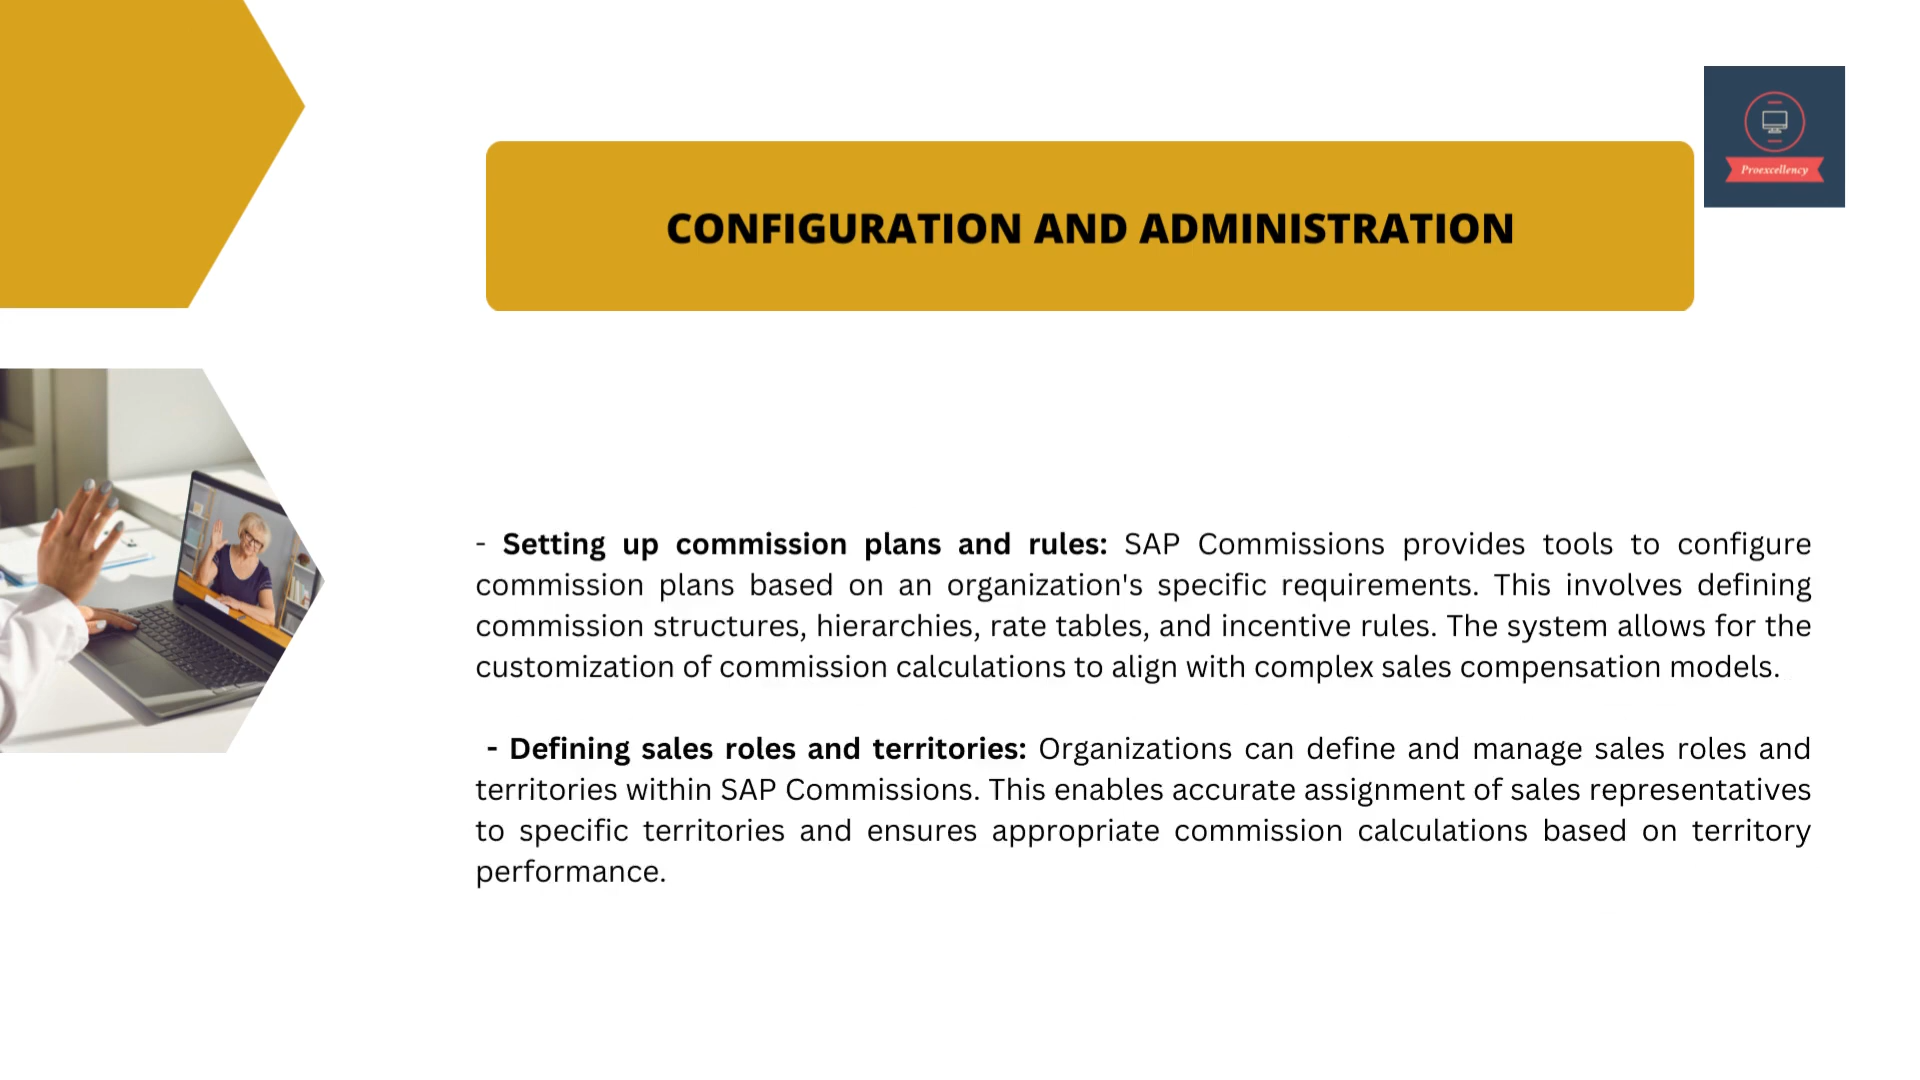 Proexcellency
CONFIGURATION AND ADMINISTRATION
- Setting up commission plans and rules: SAP Commissions provides tools to configure
commission plans based on an organization's specific requirements. This involves defining
commission structures, hierarchies, rate tables, and incentive rules. The system allows for the
customization of commission calculations to align with complex sales compensation models.
- Defining sales roles and territories: Organizations can define and manage sales roles and
territories within SAP Commissions. This enables accurate assignment of sales representatives
to specific territories and ensures appropriate commission calculations based on territory
performance.